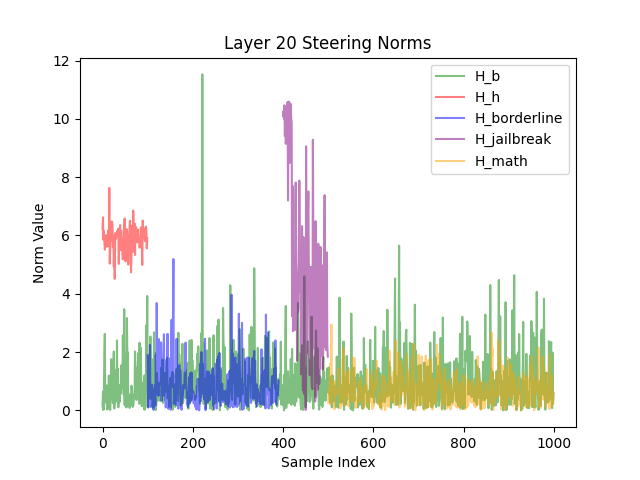 Layer 20 Steering Norms
12
10
8
6
4
2
0
Norm Value
0
200
400
600
800
1000
Sample Index
H_b
H_h
H_borderline
H_jailbreak
H_math